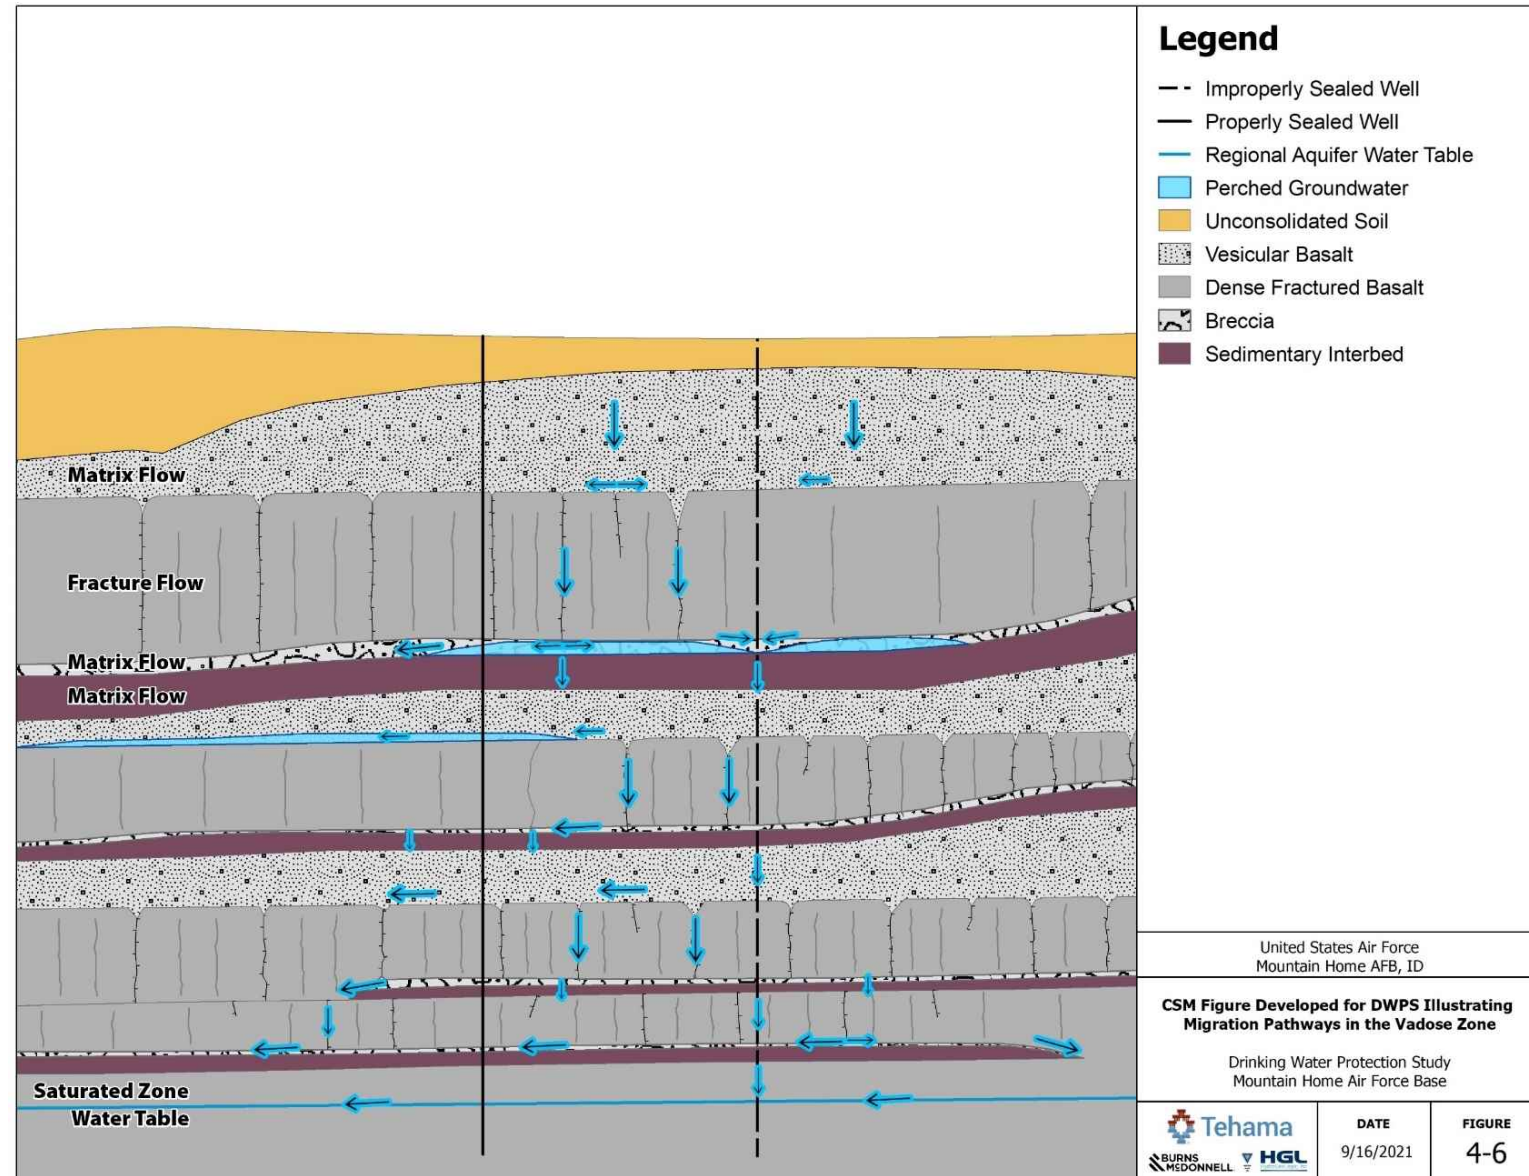 Legend
Improperly Sealed Well
Properly Sealed Well
Regional Aquifer Water Table
Perched Groundwater
Unconsolidated Soil
Vesicular Basalt
Dense Fractured Basalt
Breccia
Sedimentary Interbed
Matrix Flow
Fracture Flow
Matrix Flow
Matrix Flow
Saturated Zone
Water Table
United States Air Force
Mountain Home AFB, ID
CSM Figure Developed for DWPS Illustrating
Migration Pathways in the Vadose Zone
Drinking Water Protection Study
Mountain Home Air Force Base
Tehama
BURNS
MCDONNELL
HGL
DATE
9/16/2021
FIGURE
4-6